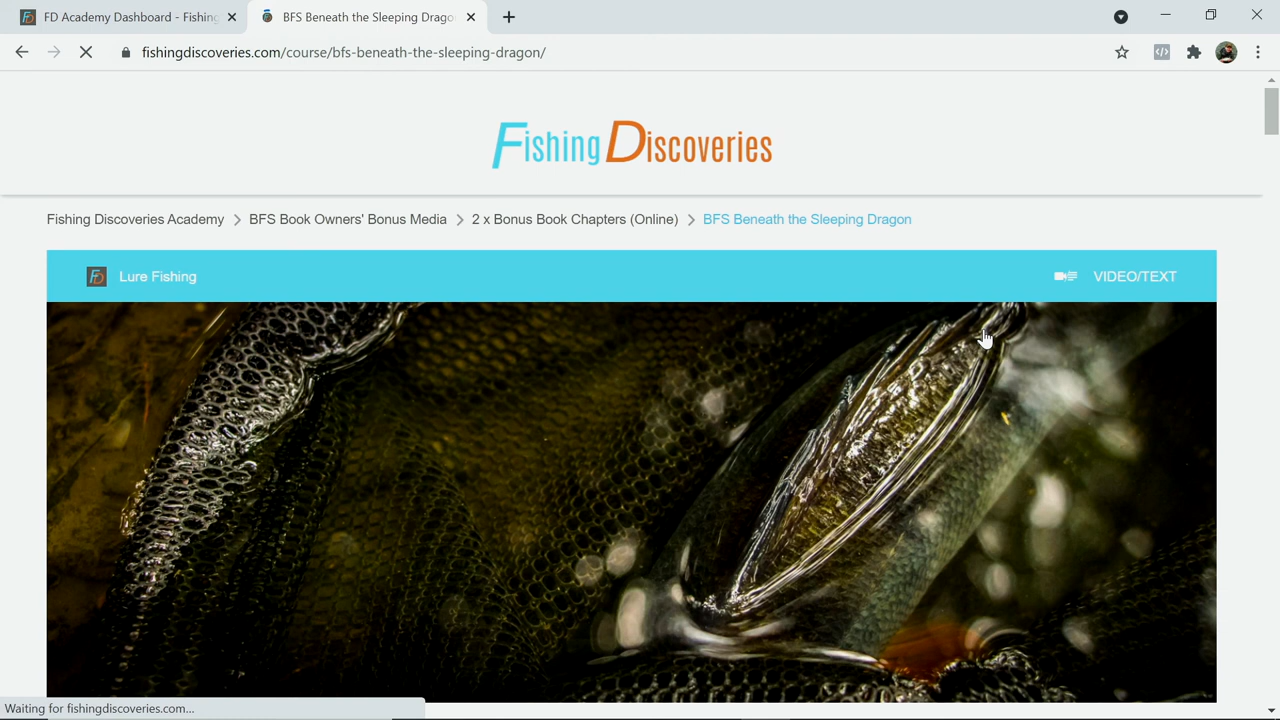 FD Academy Dashboard - Fishing
BFS Beneath the Sleeping Drago
fishingdiscoveries.com/course/bfs-beneath-the-sleeping-dragon/
Fishing Discoveries
Fishing Discoveries Academy > BFS Book Owners' Bonus Media > 2 x Bonus Book Chapters (Online) > BFS Beneath the Sleeping Dragon
FD Lure Fishing VIDEO/TEXT
Waiting for fishingdiscoveries.com...